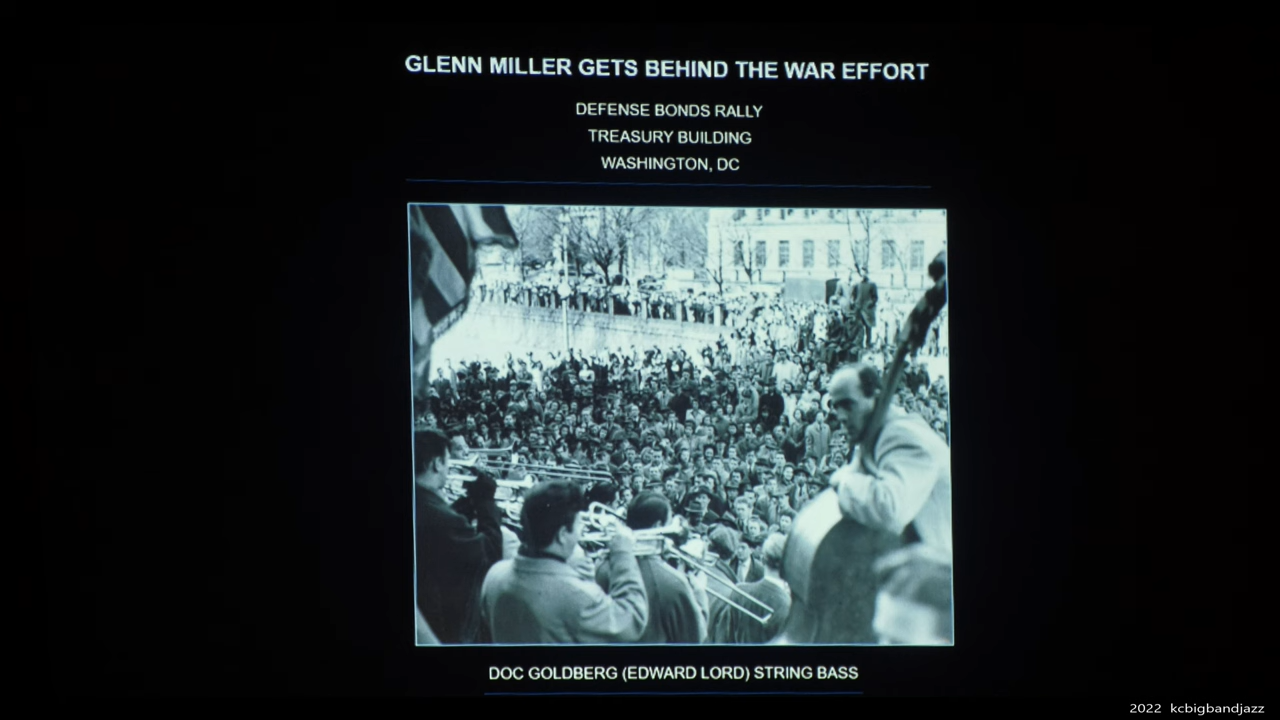 GLENN MILLER GETS BEHIND THE WAR EFFORT
DEFENSE BONDS RALLY
TREASURY BUILDING
WASHINGTON, DC
DOC GOLDBERG (EDWARD LORD) STRING BASS
2022 kcbigbandjazz